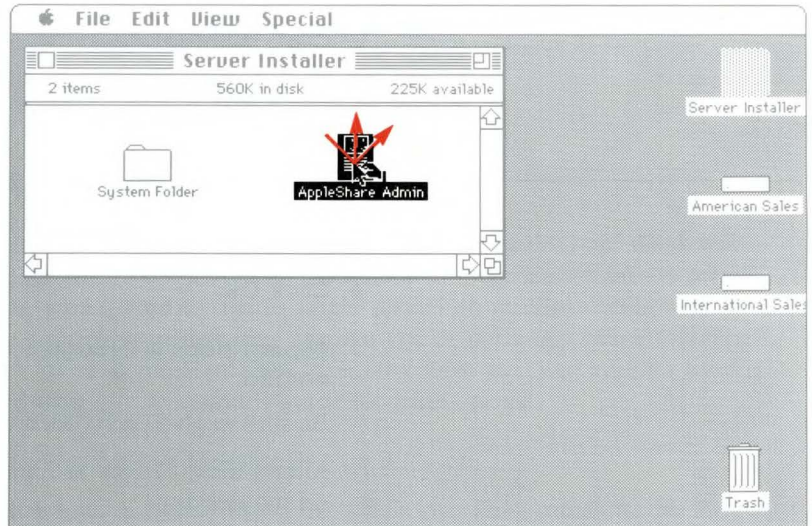 File Edit View Special
Server Installer
2 items 560K in disk 225K available
System Folder
AppleShare Admin
Server Installer
American Sales
International Sales
Trash